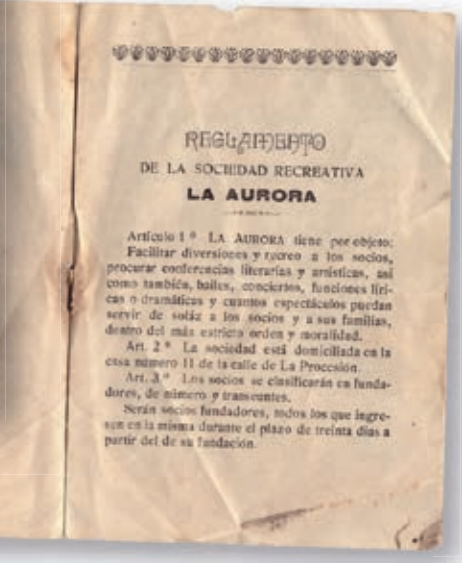 REGLAMENTO
DE LA SOCIEDAD RECREATIVA
LA AURORA
Artículo 1.º LA AURORA tiene por objeto:
Facilitar diversiones y recreo a los socios,
procurar conferencias literarias y artísticas, así
como también, bailes, conciertos, funciones líri-
cas o dramáticas y cuantos espectáculos puedan
servir de soláz a los socios y a sus familias,
dentro del más estricto orden y moralidad.
Art. 2.º La sociedad está domiciliada en la
casa número 11 de la calle de La Procesión.
Art. 3.º Los socios se clasificarán en funda-
dores, de número y transeuntes.
Serán socios fundadores, todos los que ingre-
sen en la misma durante el plazo de treinta días a
partir del de su fundación.